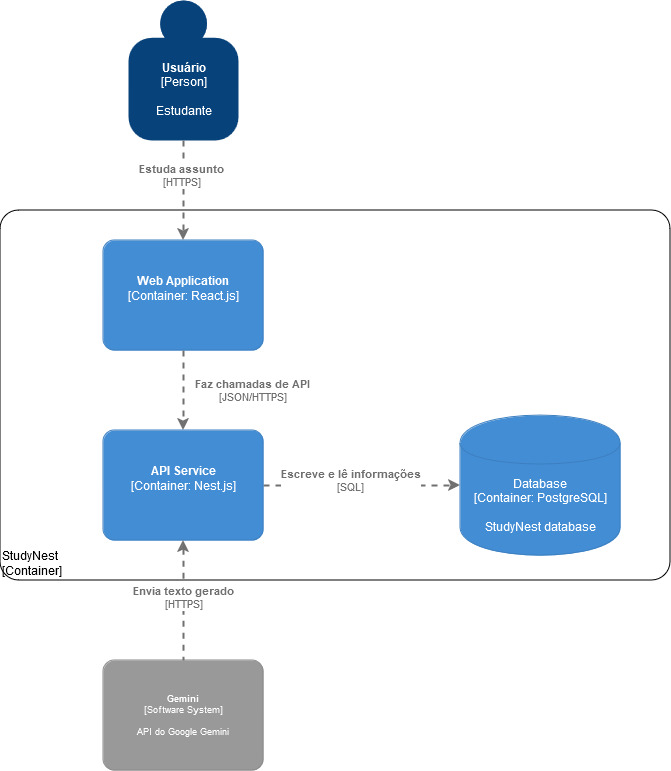 Usuário
[Person]
Estudante
Estuda assunto
[HTTPS]
Web Application
[Container: React.js]
Faz chamadas de API
[JSON/HTTPS]
API Service
[Container: Nest.js]
Escreve e lê informações
[SQL]
Database
[Container: PostgreSQL]
StudyNest database
StudyNest
[Container]
Envia texto gerado
[HTTPS]
Gemini
[Software System]
API do Google Gemini